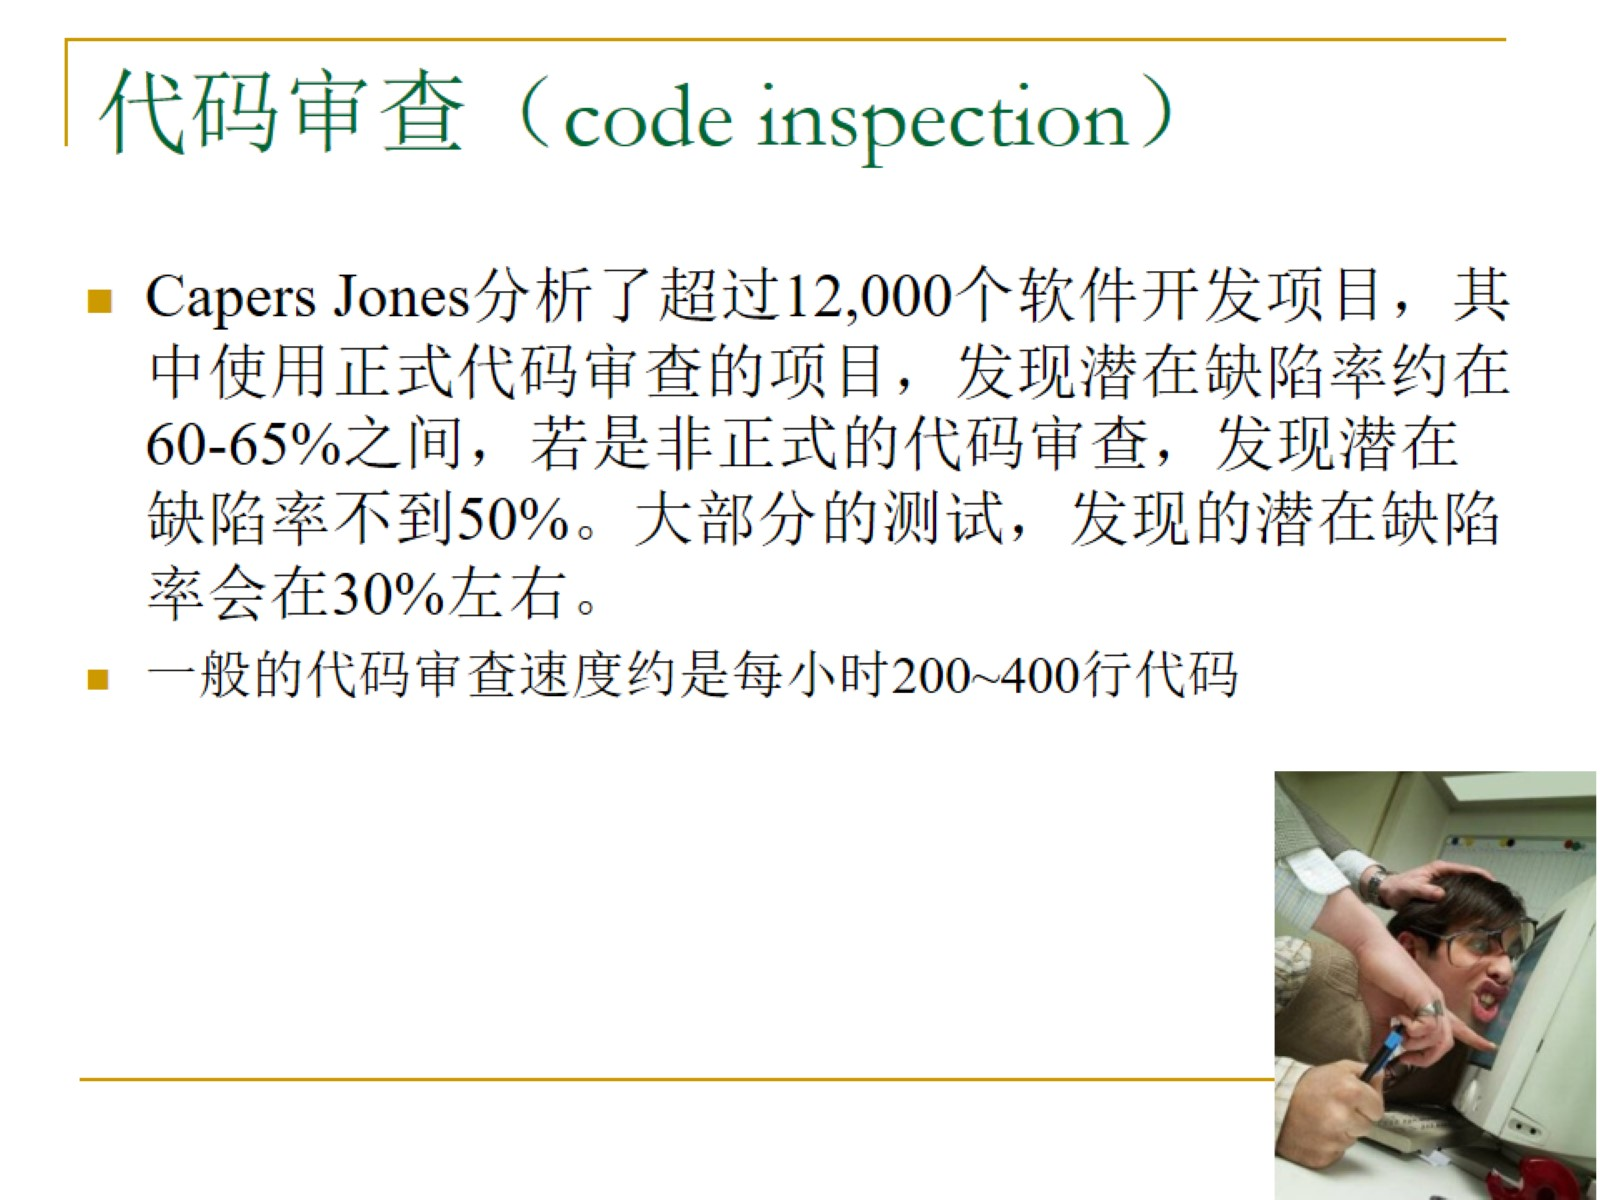 代码审查（code inspection）
Capers Jones分析了超过12,000个软件开发项目，其
中使用正式代码审查的项目，发现潜在缺陷率约在
60-65%之间，若是非正式的代码审查，发现潜在
缺陷率不到50%。大部分的测试，发现的潜在缺陷
率会在30%左右。
一般的代码审查速度约是每小时200~400行代码